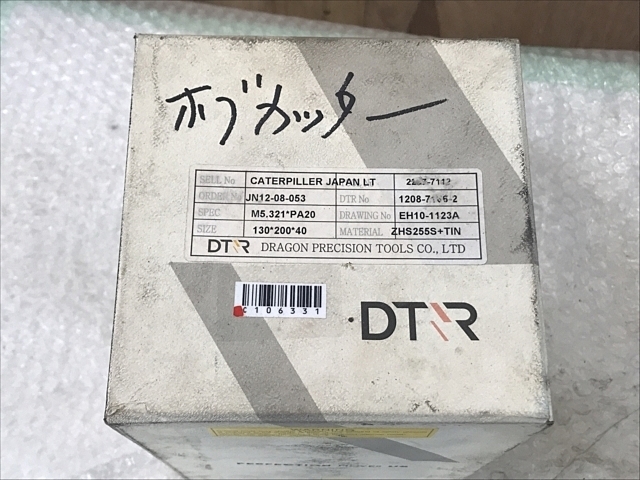 ホブカッター
SELL No CATERPILLER JAPAN LT
ORDER No JN12-08-053 DTR No
SPEC M5.321*PA20 DRAWING No EH10-1123A
SIZE 130*200*40 MATERIAL ZHS255S+TIN
DTR DRAGON PRECISION TOOLS CO., LTD
C106331
DTR